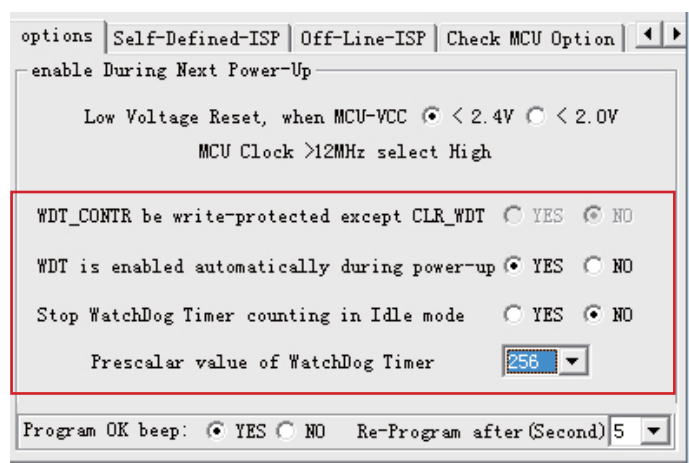 options Self-Defined-ISP Off-Line-ISP Check MCU Option
enable During Next Power-Up
Low Voltage Reset, when MCU-VCC < 2.4V < 2.0V
MCU Clock >12MHz select High
WDT_CONTR be write-protected except CLR_WDT YES NO
WDT is enabled automatically during power-up YES NO
Stop WatchDog Timer counting in Idle mode YES NO
Prescalar value of WatchDog Timer 256
Program OK beep: YES NO Re-Program after(Second) 5